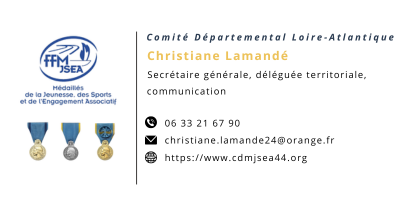 FFM
JSEA
Médaillés
de la Jeunesse, des Sports
et de l'Engagement Associatif
Comité Départemental Loire-Atlantique
Christiane Lamandé
Secrétaire générale, déléguée territoriale,
communication
06 33 21 67 90
christiane.lamande24@orange.fr
https://www.cdmjsea44.org